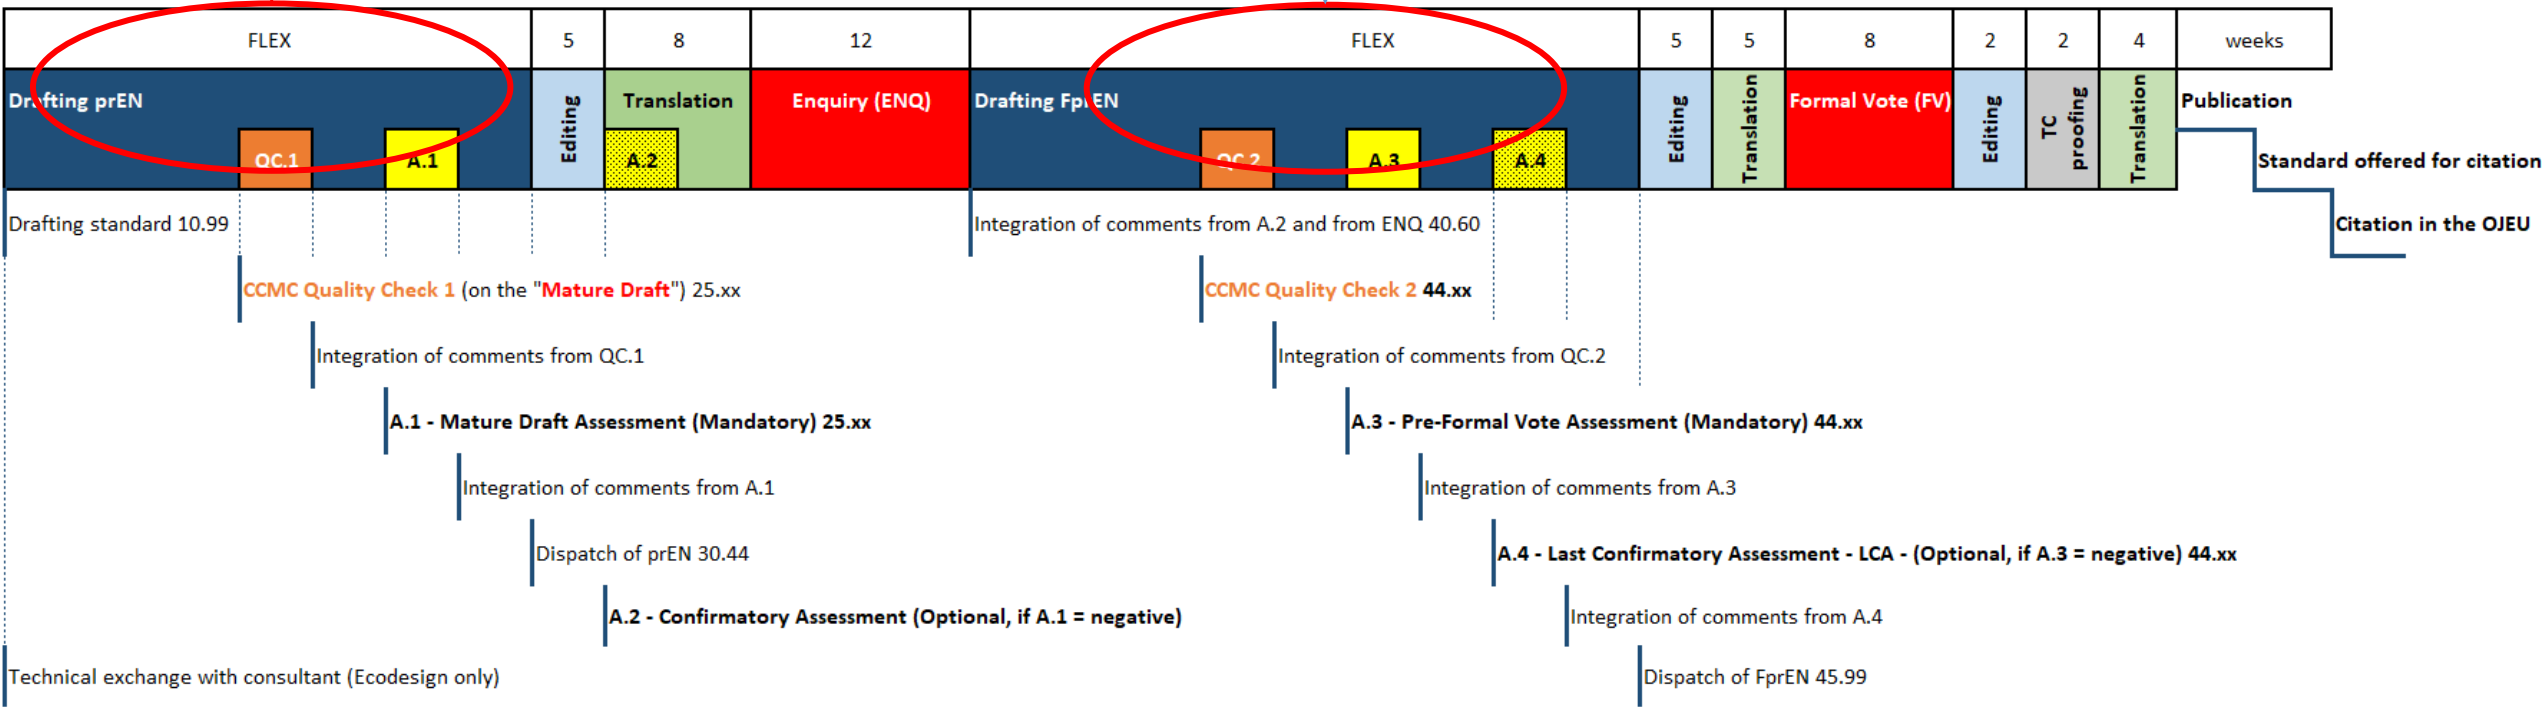 FLEX 5 8 12 FLEX 5 5 8 2 2 4 weeks
Drafting prEN
Editing
Translation
Enquiry (ENQ)
Drafting FprEN
Editing
Translation
Formal Vote (FV)
Editing
TC
proofing
Translation
Publication
QC.1
A.1
A.2
QC.2
A.3
A.4
Standard offered for citation
Citation in the OJEU
Drafting standard 10.99
CCMC Quality Check 1 (on the "Mature Draft") 25.xx
Integration of comments from QC.1
A.1 - Mature Draft Assessment (Mandatory) 25.xx
Integration of comments from A.1
Dispatch of prEN 30.44
A.2 - Confirmatory Assessment (Optional, if A.1 = negative)
Technical exchange with consultant (Ecodesign only)
Integration of comments from A.2 and from ENQ 40.60
CCMC Quality Check 2 44.xx
Integration of comments from QC.2
A.3 - Pre-Formal Vote Assessment (Mandatory) 44.xx
Integration of comments from A.3
A.4 - Last Confirmatory Assessment - LCA - (Optional, if A.3 = negative) 44.xx
Integration of comments from A.4
Dispatch of FprEN 45.99